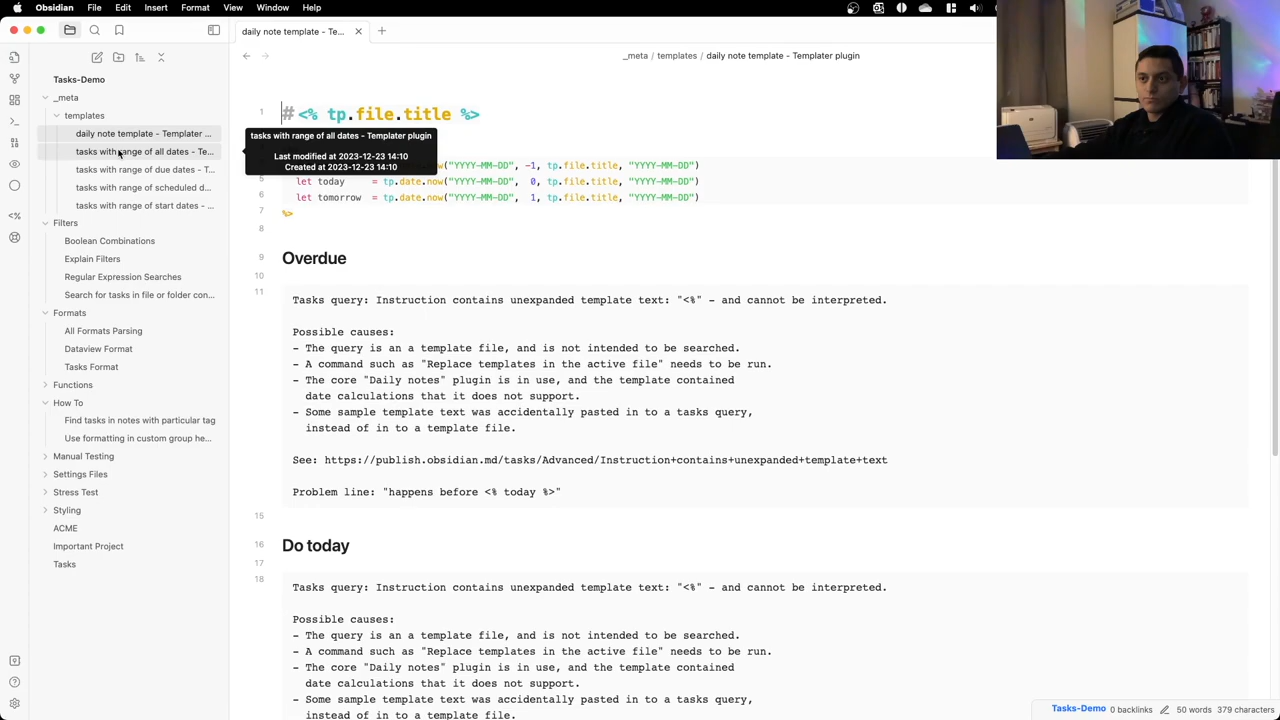 Obsidian File Edit Insert Format View Window Help
daily note template - Te...
_meta / templates / daily note template - Templater plugin
Tasks-Demo
_meta
templates
daily note template - Templater ...
tasks with range of all dates - Te...
tasks with range of due dates - T...
tasks with range of scheduled d...
tasks with range of start dates - ...
Filters
Boolean Combinations
Explain Filters
Regular Expression Searches
Search for tasks in file or folder con...
Formats
All Formats Parsing
Dataview Format
Tasks Format
Functions
How To
Find tasks in notes with particular tag
Use formatting in custom group he...
Manual Testing
Settings Files
Stress Test
Styling
ACME
Important Project
Tasks
tasks with range of all dates - Templater plugin
Last modified at 2023-12-23 14:10
Created at 2023-12-23 14:10
1 # <% tp.file.title %>
("YYYY-MM-DD", -1, tp.file.title, "YYYY-MM-DD")
5 let today = tp.date.now("YYYY-MM-DD", 0, tp.file.title, "YYYY-MM-DD")
6 let tomorrow = tp.date.now("YYYY-MM-DD", 1, tp.file.title, "YYYY-MM-DD")
7 %>
8
9 Overdue
10
11 Tasks query: Instruction contains unexpanded template text: "<%" - and cannot be interpreted.
Possible causes:
- The query is an a template file, and is not intended to be searched.
- A command such as "Replace templates in the active file" needs to be run.
- The core "Daily notes" plugin is in use, and the template contained
date calculations that it does not support.
- Some sample template text was accidentally pasted in to a tasks query,
instead of in to a template file.
See: https://publish.obsidian.md/tasks/Advanced/Instruction+contains+unexpanded+template+text
Problem line: "happens before <% today %>"
15
16 Do today
17
18 Tasks query: Instruction contains unexpanded template text: "<%" - and cannot be interpreted.
Possible causes:
- The query is an a template file, and is not intended to be searched.
- A command such as "Replace templates in the active file" needs to be run.
- The core "Daily notes" plugin is in use, and the template contained
date calculations that it does not support.
- Some sample template text was accidentally pasted in to a tasks query,
instead of in to a template file.
Tasks-Demo 0 backlinks 50 words 379 characters